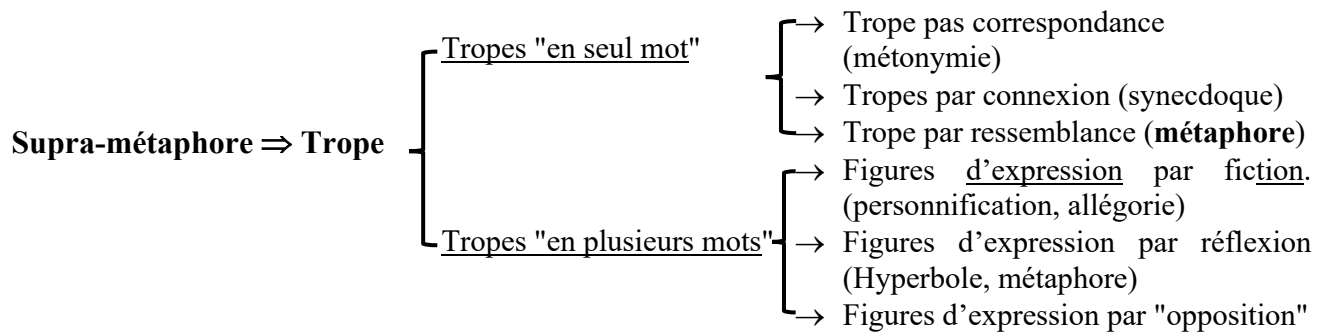 Supra-métaphore ⇒ Trope
Tropes "en seul mot"
→ Trope pas correspondance
(métonymie)
→ Tropes par connexion (synecdoque)
→ Trope par ressemblance (métaphore)
Tropes "en plusieurs mots"
→ Figures d’expression par fiction.
(personnification, allégorie)
→ Figures d’expression par réflexion
(Hyperbole, métaphore)
→ Figures d’expression par "opposition"